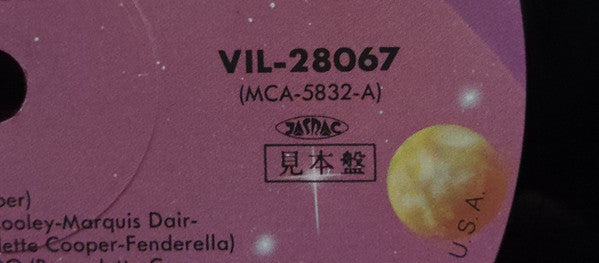 VIL-28067
(MCA-5832-A)
JASRAC
見本盤
per)
ooley-Marquis Dair-
lette Cooper-Fenderella)
U.S.A.